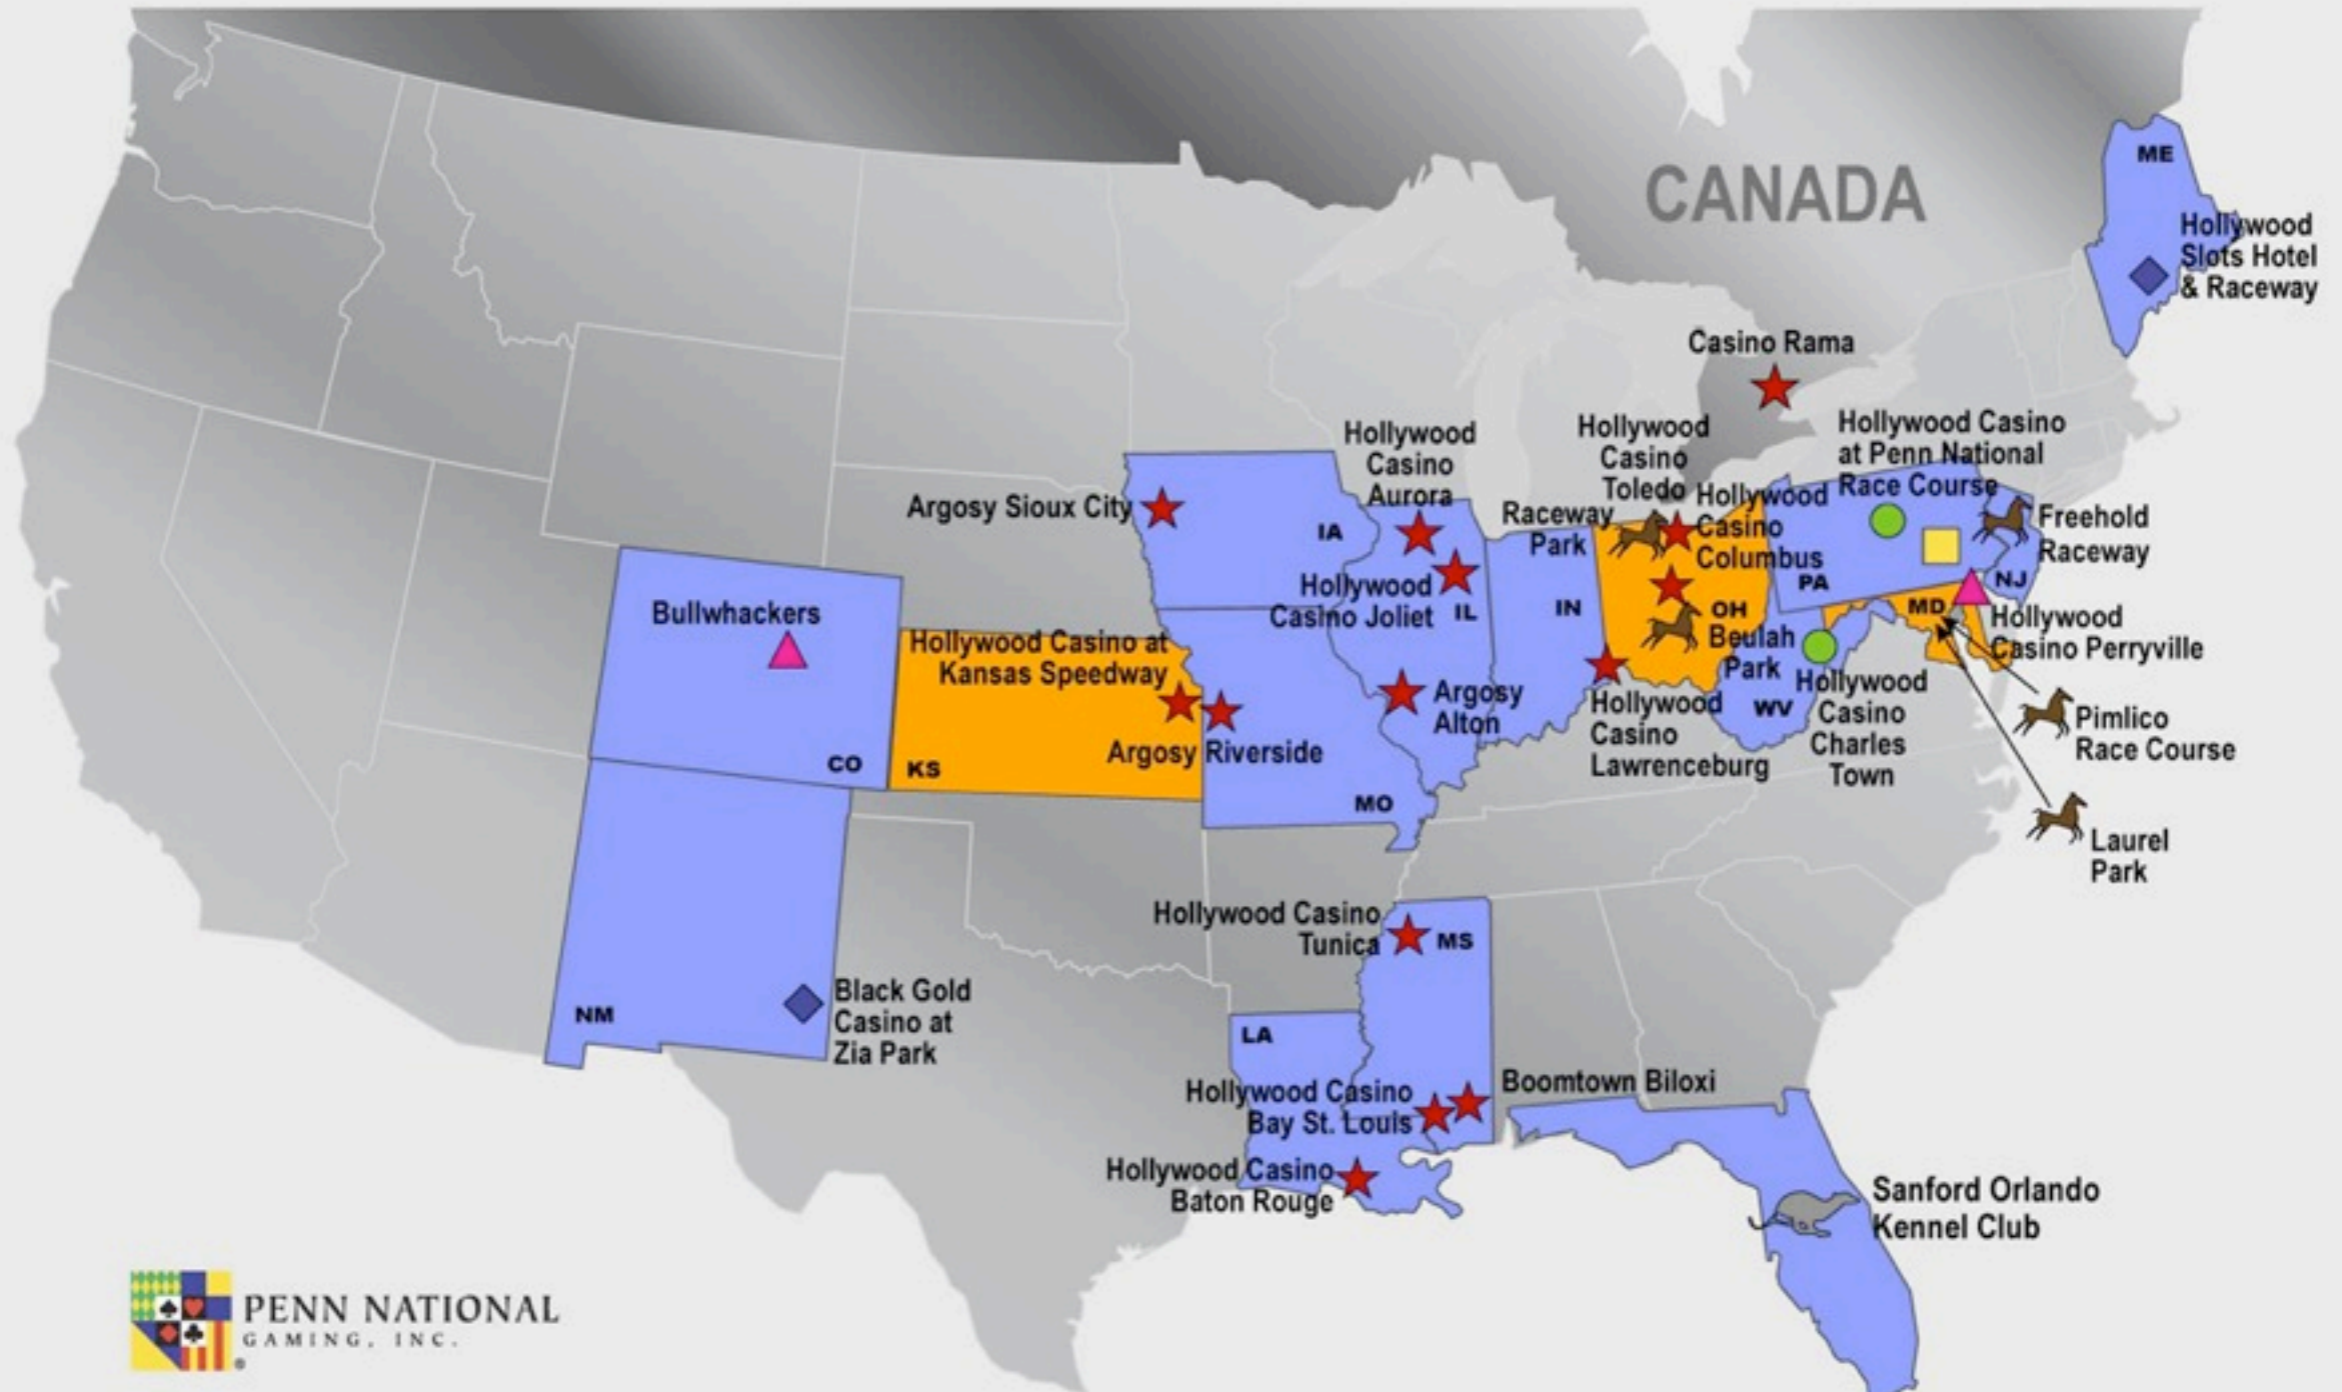 CANADA
ME
Hollywood
Slots Hotel
& Raceway
Casino Rama
Hollywood
Casino
Aurora
Hollywood
Casino
Toledo
Hollywood Casino
at Penn National
Race Course
Argosy Sioux City
IA
Raceway
Park
Hollywood
Casino
Columbus
Freehold
Raceway
Hollywood
Casino Joliet
IL
IN
OH
PA
NJ
MD
Bullwhackers
Hollywood Casino at
Kansas Speedway
Beulah
Park
Hollywood
Casino Perryville
Argosy
Alton
Hollywood
Casino
Lawrenceburg
WV
Hollywood
Casino
Charles
Town
Pimlico
Race Course
CO
KS
Argosy Riverside
MO
Laurel
Park
Hollywood Casino
Tunica
MS
NM
Black Gold
Casino at
Zia Park
LA
Hollywood Casino
Bay St. Louis
Boomtown Biloxi
Hollywood Casino
Baton Rouge
Sanford Orlando
Kennel Club
PENN NATIONAL
GAMING, INC.
®